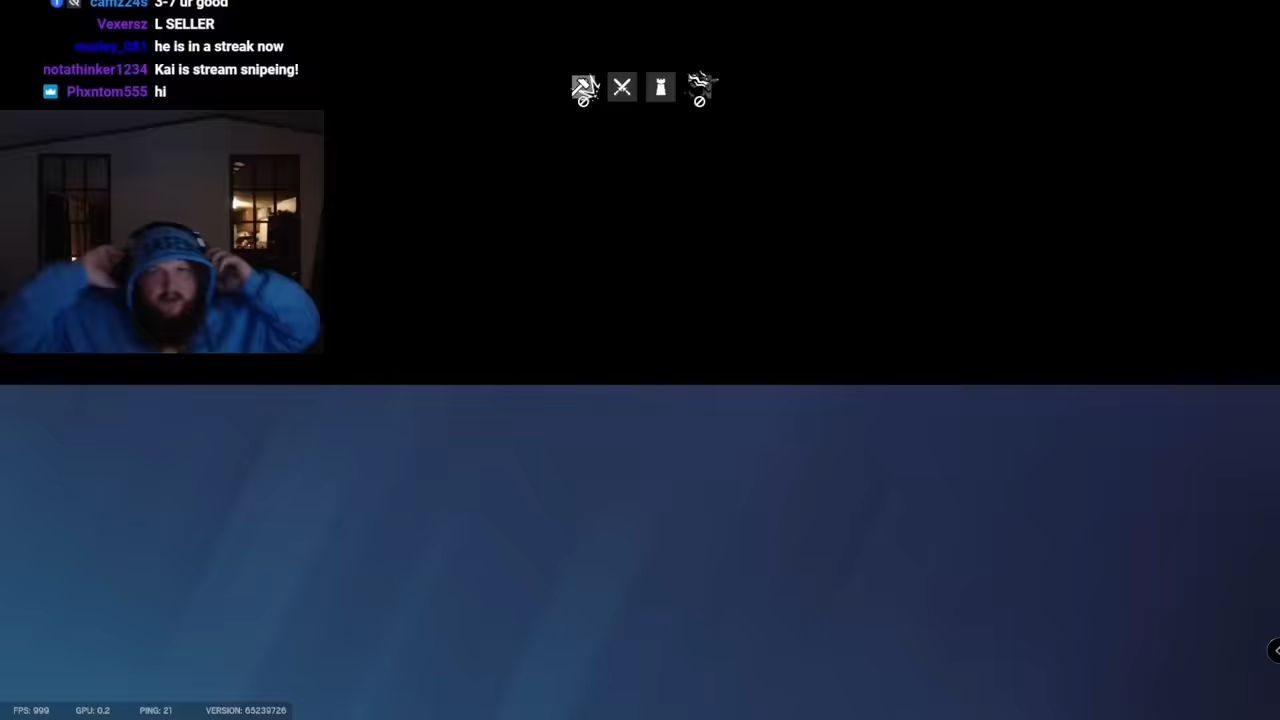 camz24s 3-7 ur good
Vexersz L SELLER
he is in a streak now
notathinker1234 Kai is stream snipeing!
Phxntom555 hi
FPS: 999 GPU: 0.2 PING: 21 VERSION: 65239726